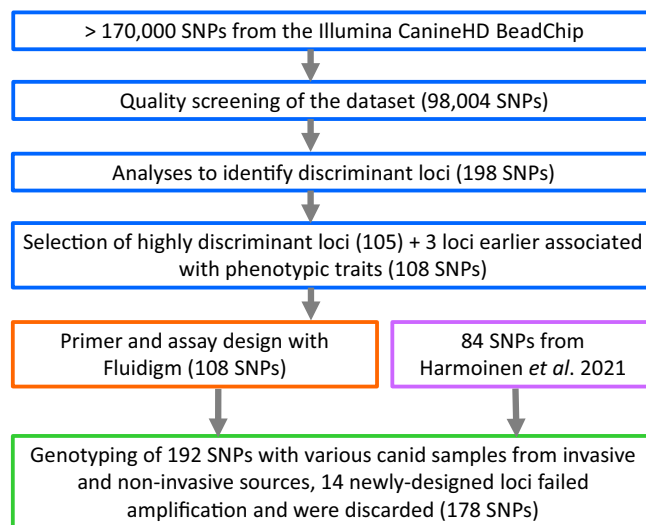 > 170,000 SNPs from the Illumina CanineHD BeadChip
Quality screening of the dataset (98,004 SNPs)
Analyses to identify discriminant loci (198 SNPs)
Selection of highly discriminant loci (105) + 3 loci earlier associated
with phenotypic traits (108 SNPs)
Primer and assay design with
Fluidigm (108 SNPs)
84 SNPs from
Harmoinen et al. 2021
Genotyping of 192 SNPs with various canid samples from invasive
and non-invasive sources, 14 newly-designed loci failed
amplification and were discarded (178 SNPs)